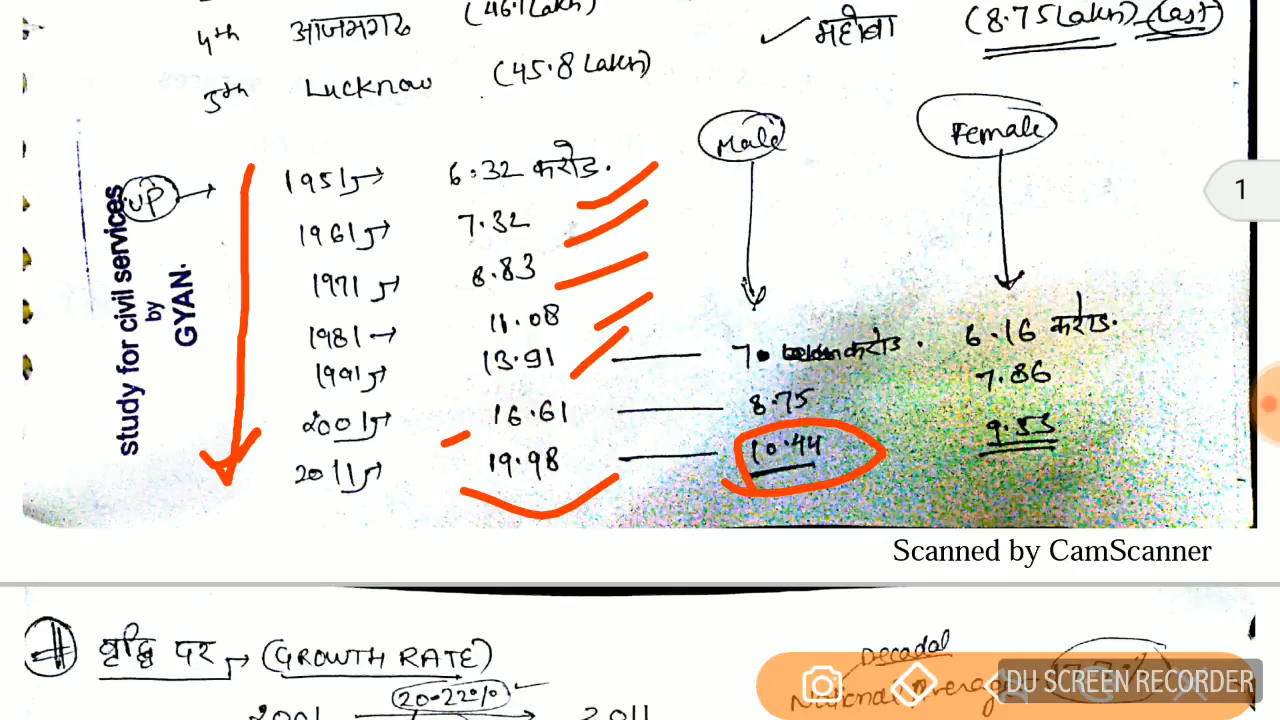 4th आजमगढ (46.1 Lakh)
✓ महोबा (8.75 Lakh) - Last
5th Lucknow (45.8 Lakh)
Male Female
UP → 1951 → 6.32 करोड.
1961 → 7.32
1971 → 8.83
1981 → 11.08
1991 → 13.91 — 7 करोड. 6.16 करोड.
2001 → 16.61 — 8.75 7.86
2011 → 19.98 — 10.44 9.53
study for civil services
by
GYAN.
1
Scanned by CamScanner
# वृद्धि दर → (GROWTH RATE)
Decadal
National Average
20.22%
2001 → 2011
DU SCREEN RECORDER